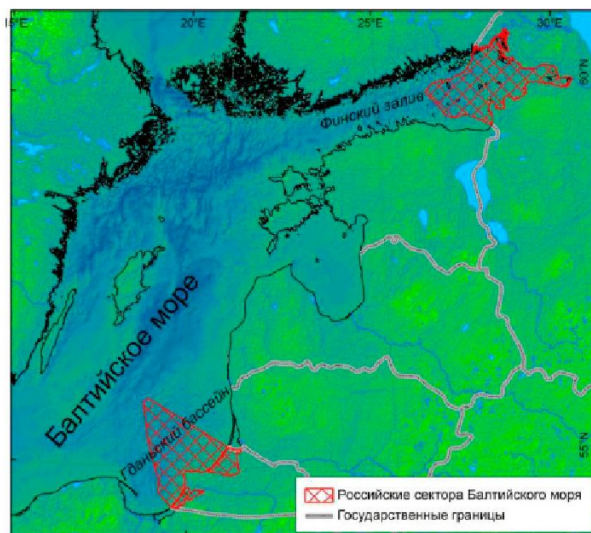 15°E 20°E 25°E 30°E
60°N
Финский залив
Балтийское море
Гданьский бассейн
55°N
Российские сектора Балтийского моря
Государственные границы